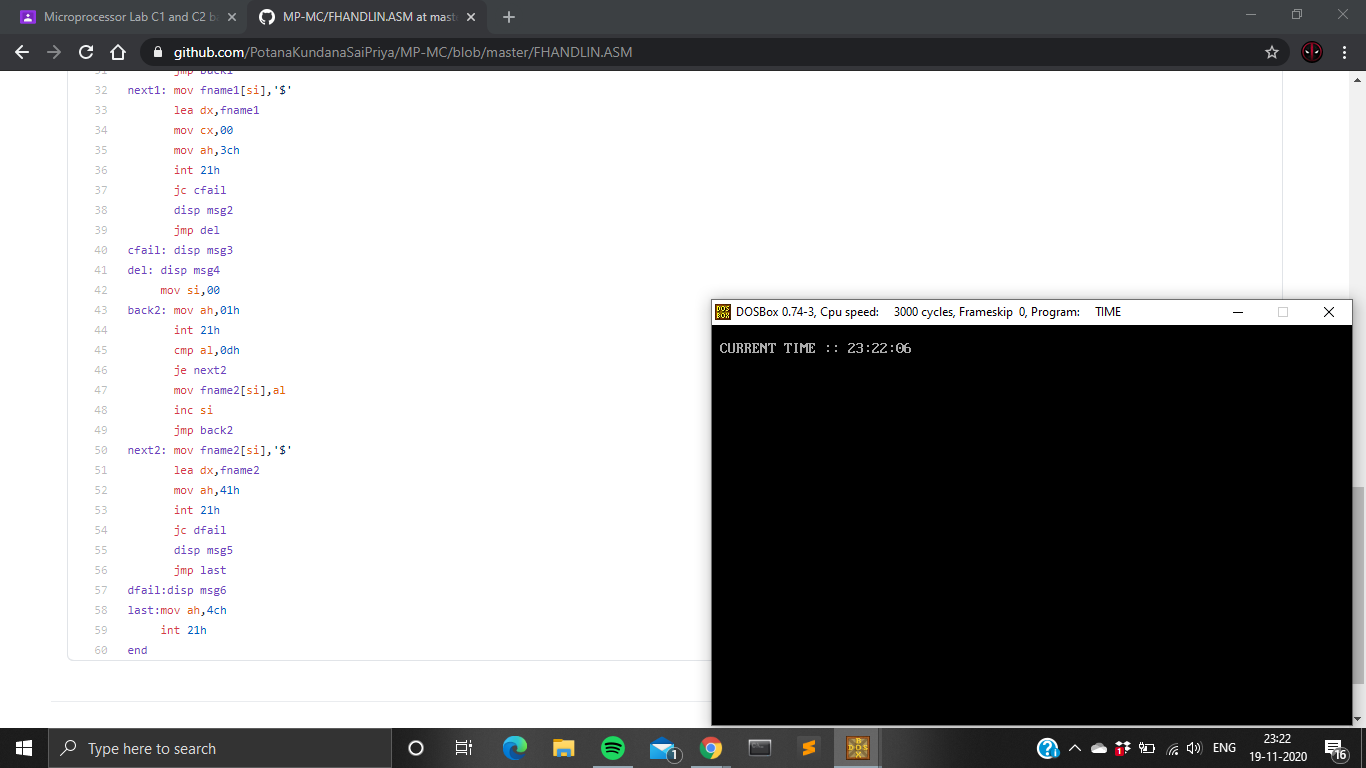 Microprocessor Lab C1 and C2 ba
MP-MC/FHANDLIN.ASM at mast
github.com/PotanaKundanaSaiPriya/MP-MC/blob/master/FHANDLIN.ASM
31 jmp back1
32 next1: mov fname1[si],'$'
33 lea dx,fname1
34 mov cx,00
35 mov ah,3ch
36 int 21h
37 jc cfail
38 disp msg2
39 jmp del
40 cfail: disp msg3
41 del: disp msg4
42 mov si,00
43 back2: mov ah,01h
44 int 21h
45 cmp al,0dh
46 je next2
47 mov fname2[si],al
48 inc si
49 jmp back2
50 next2: mov fname2[si],'$'
51 lea dx,fname2
52 mov ah,41h
53 int 21h
54 jc dfail
55 disp msg5
56 jmp last
57 dfail:disp msg6
58 last:mov ah,4ch
59 int 21h
60 end
DOSBox 0.74-3, Cpu speed: 3000 cycles, Frameskip 0, Program: TIME
CURRENT TIME :: 23:22:06
Type here to search
1
DOS
BOX
1
ENG
23:22
19-11-2020
16